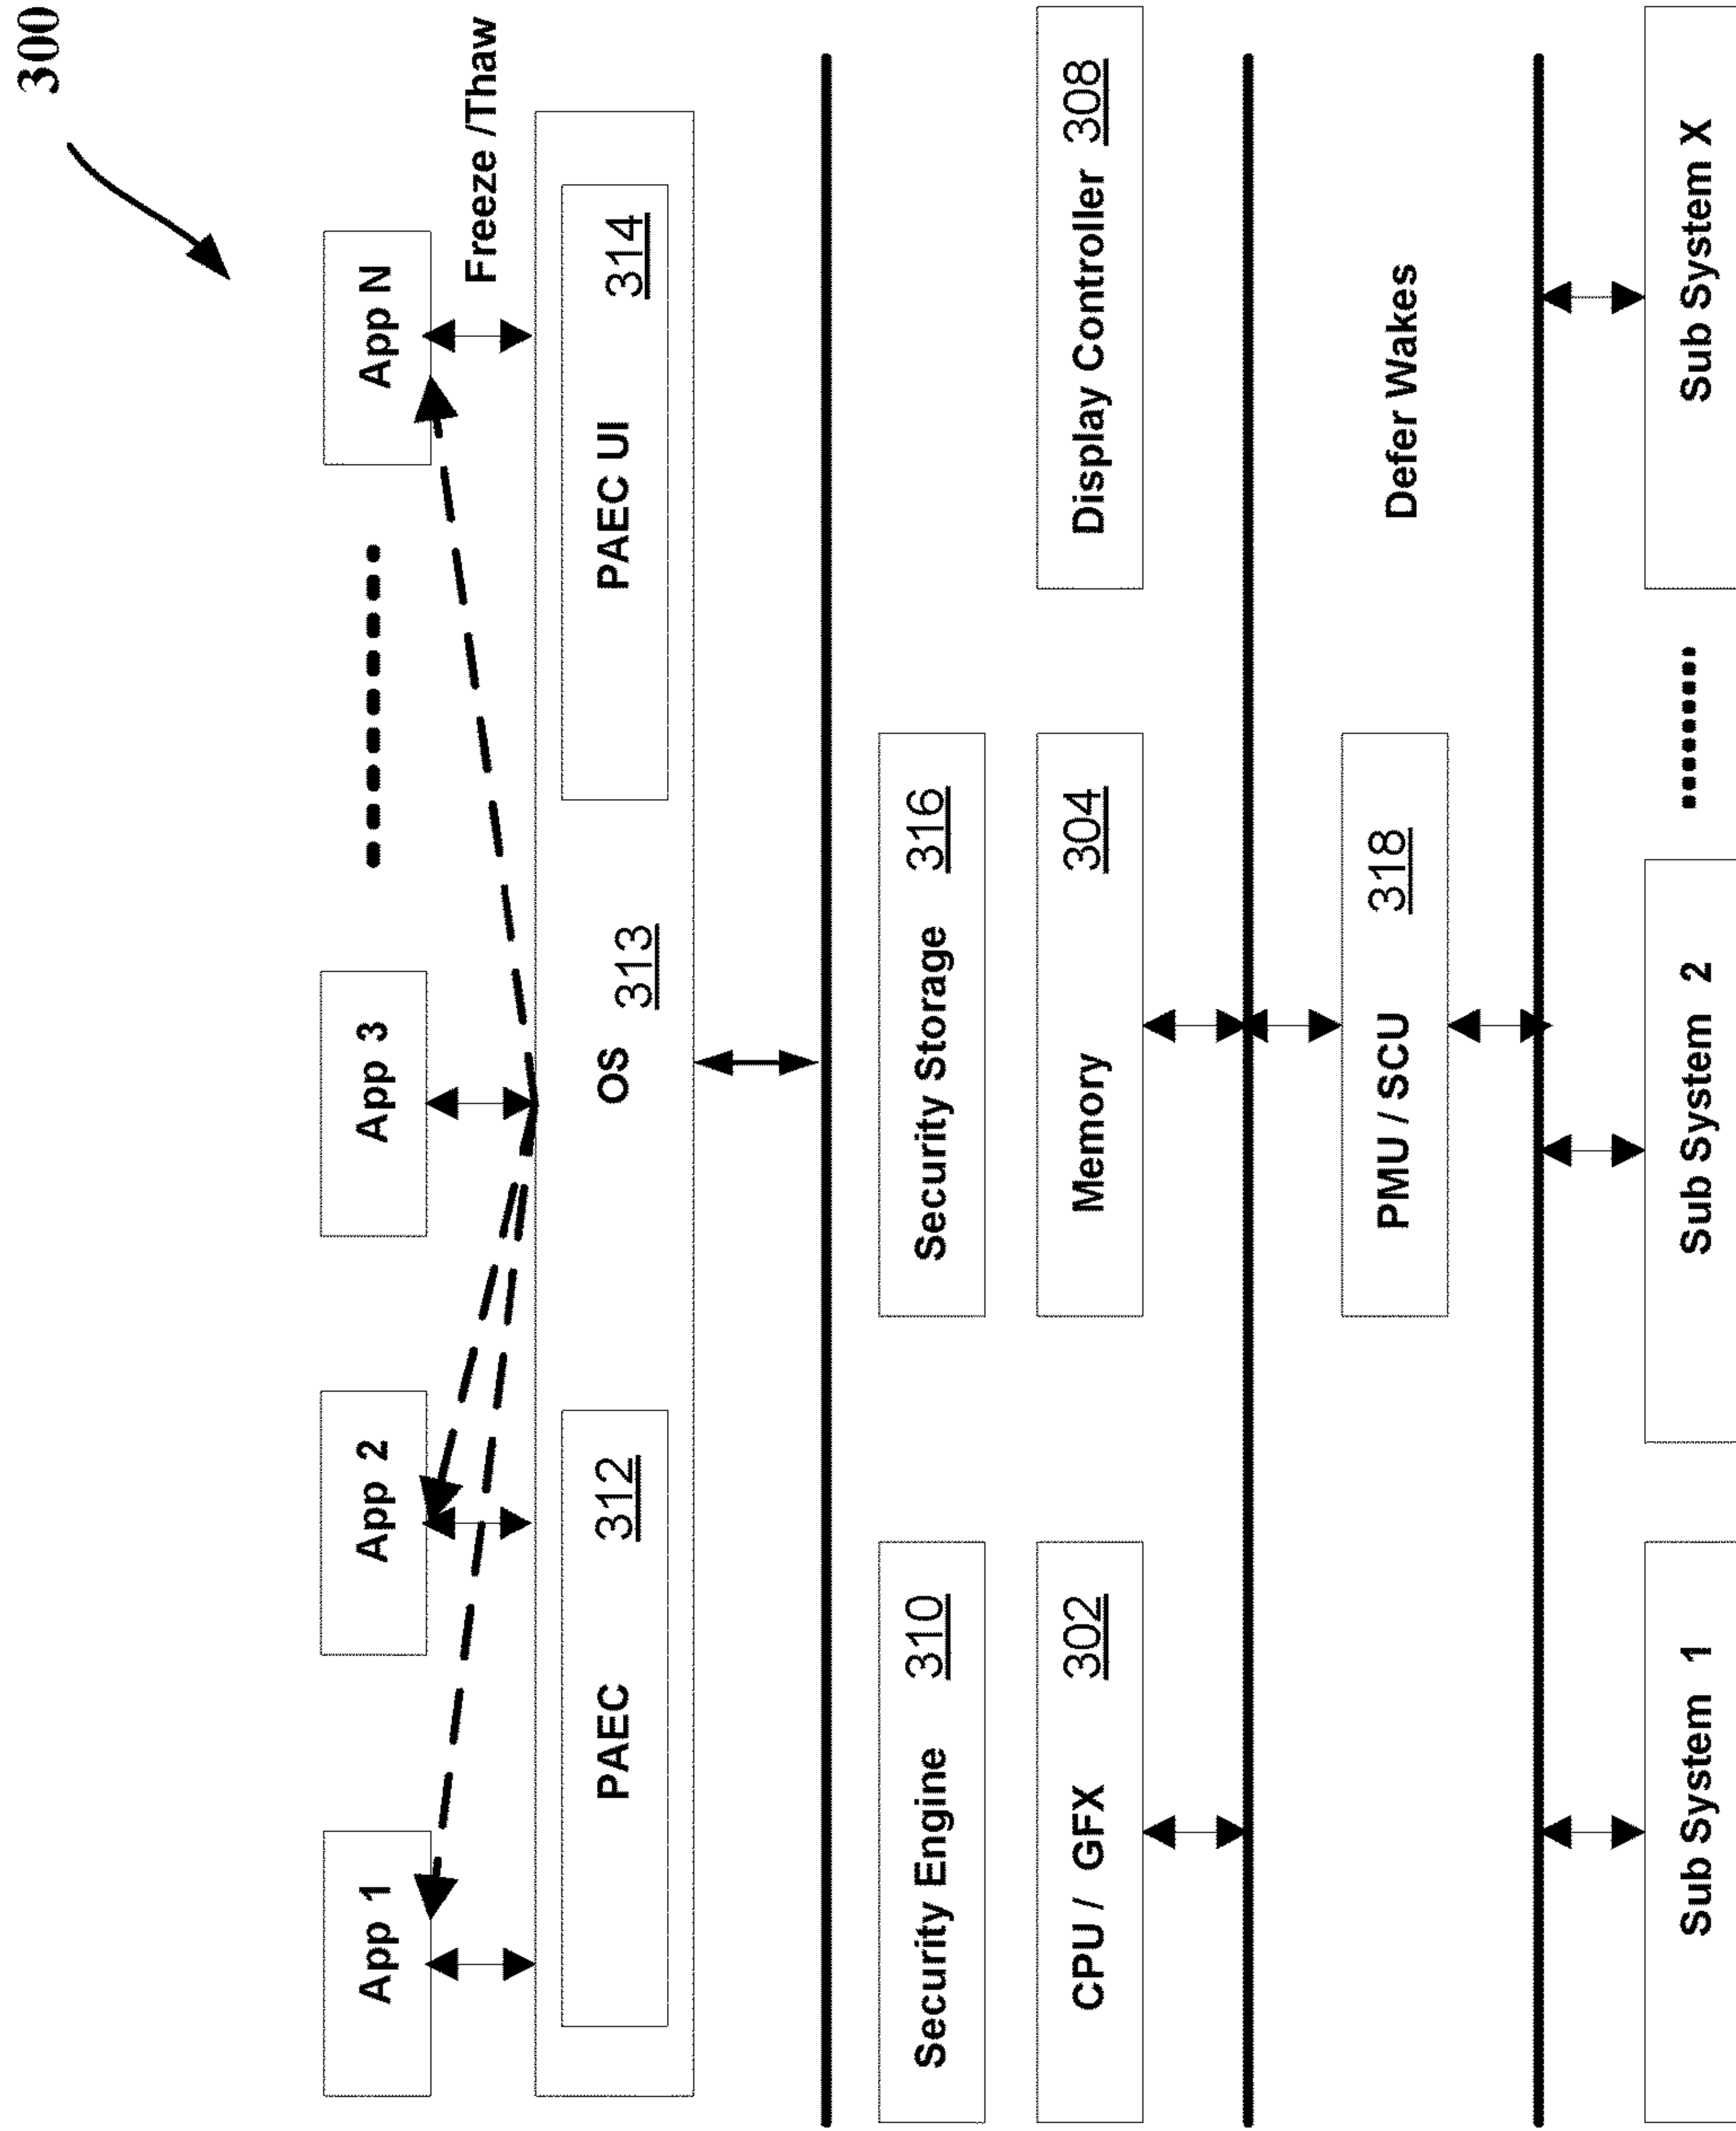 300
App 1 App 2 App 3 App N
Freeze /Thaw
PAEC 312 OS 313 PAEC UI 314
Security Engine 310 Security Storage 316
CPU / GFX 302 Memory 304 Display Controller 308
PMU / SCU 318 Defer Wakes
Sub System 1 Sub System 2 Sub System X